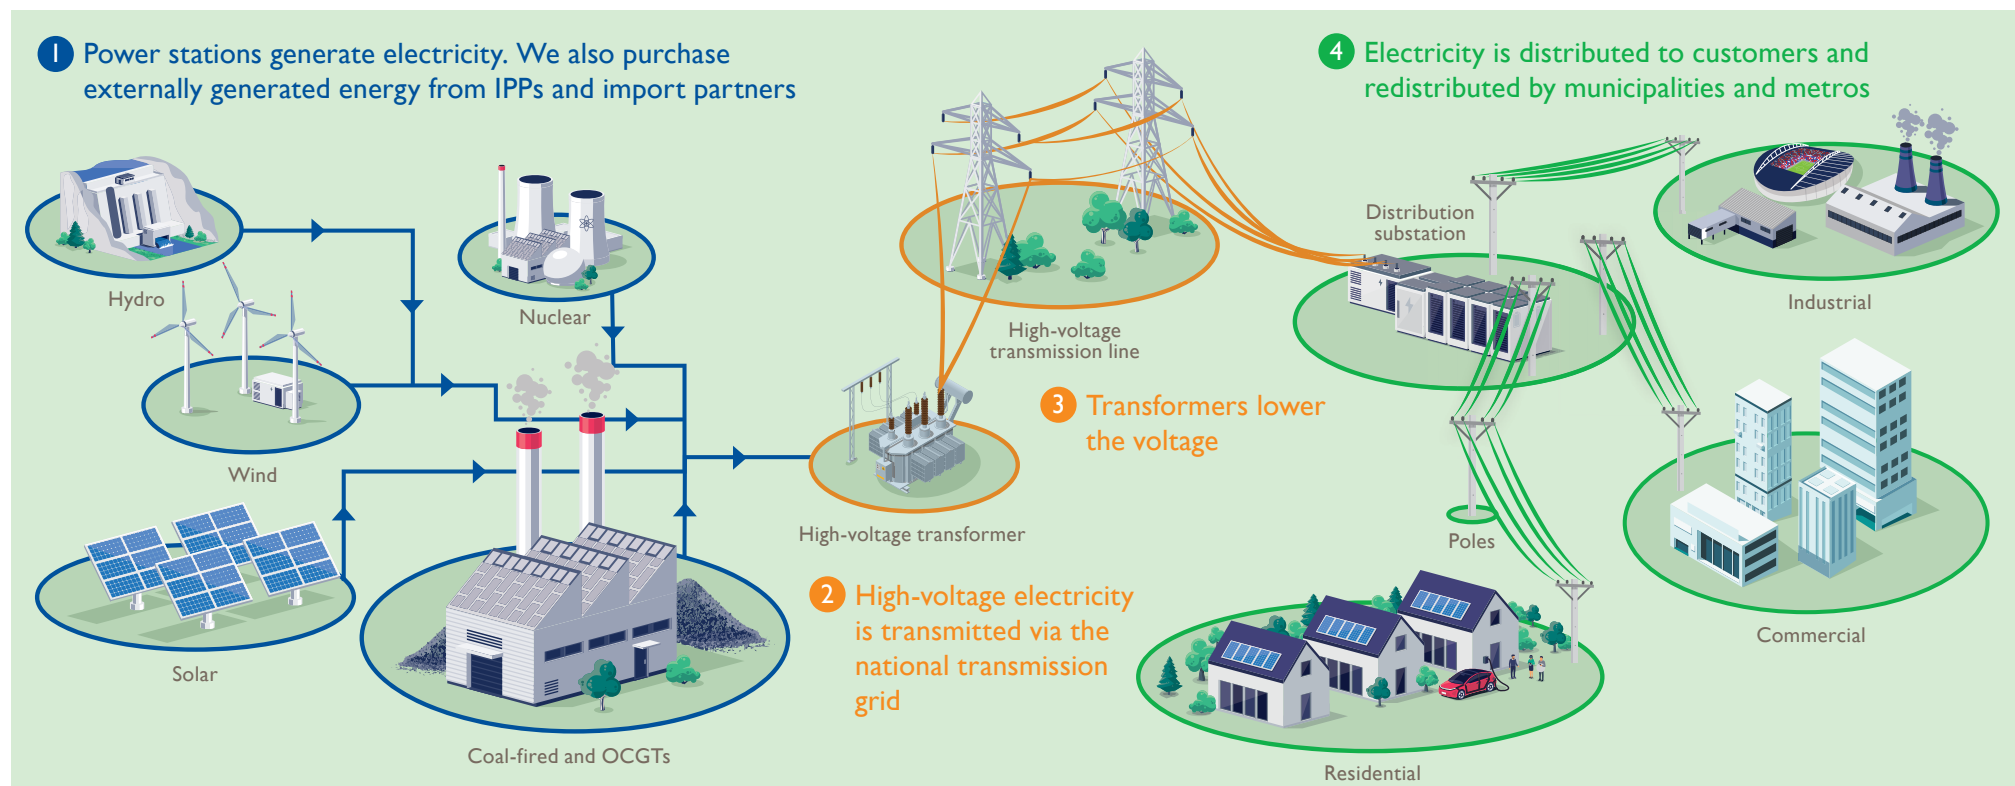 1 Power stations generate electricity. We also purchase
externally generated energy from IPPs and import partners
Hydro
Nuclear
Wind
Solar
Coal-fired and OCGTs
High-voltage transformer
2 High-voltage electricity
is transmitted via the
national transmission
grid
High-voltage
transmission line
3 Transformers lower
the voltage
4 Electricity is distributed to customers and
redistributed by municipalities and metros
Distribution
substation
Industrial
Poles
Commercial
Residential